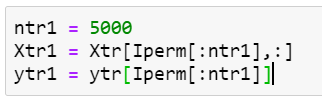 ntr1 = 5000
Xtr1 = Xtr[Iperm[:ntr1],:]
ytr1 = ytr[Iperm[:ntr1]]